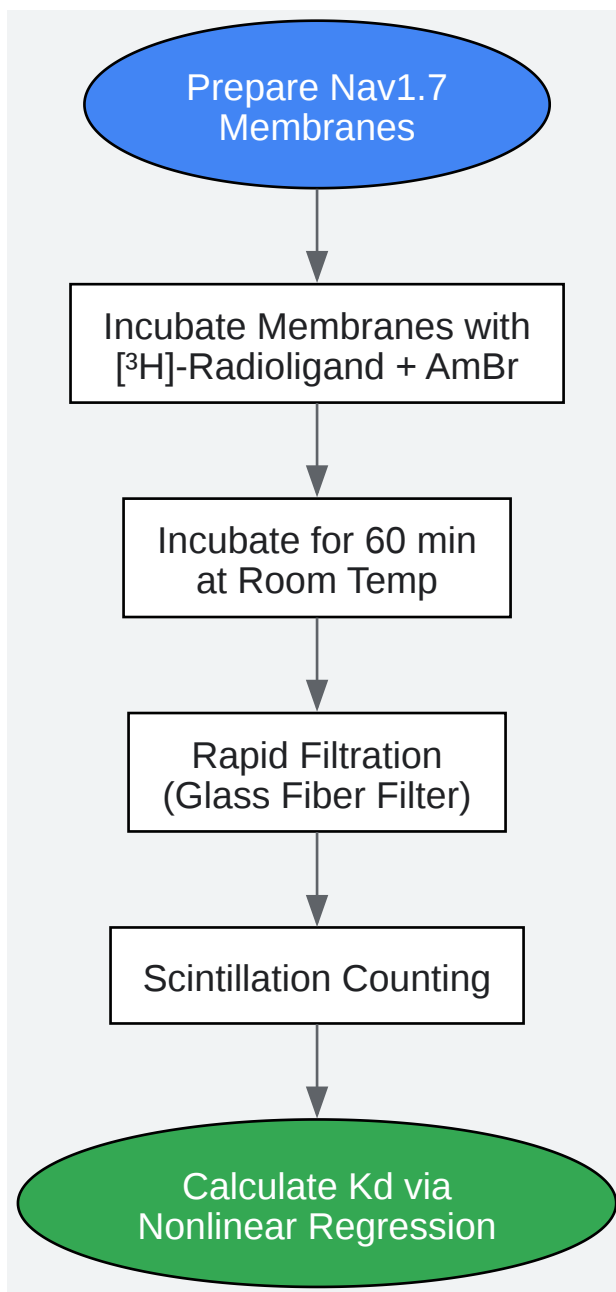 Prepare Nav1.7
Membranes
Incubate Membranes with
[³H]-Radioligand + AmBr
Incubate for 60 min
at Room Temp
Rapid Filtration
(Glass Fiber Filter)
Scintillation Counting
Calculate Kd via
Nonlinear Regression